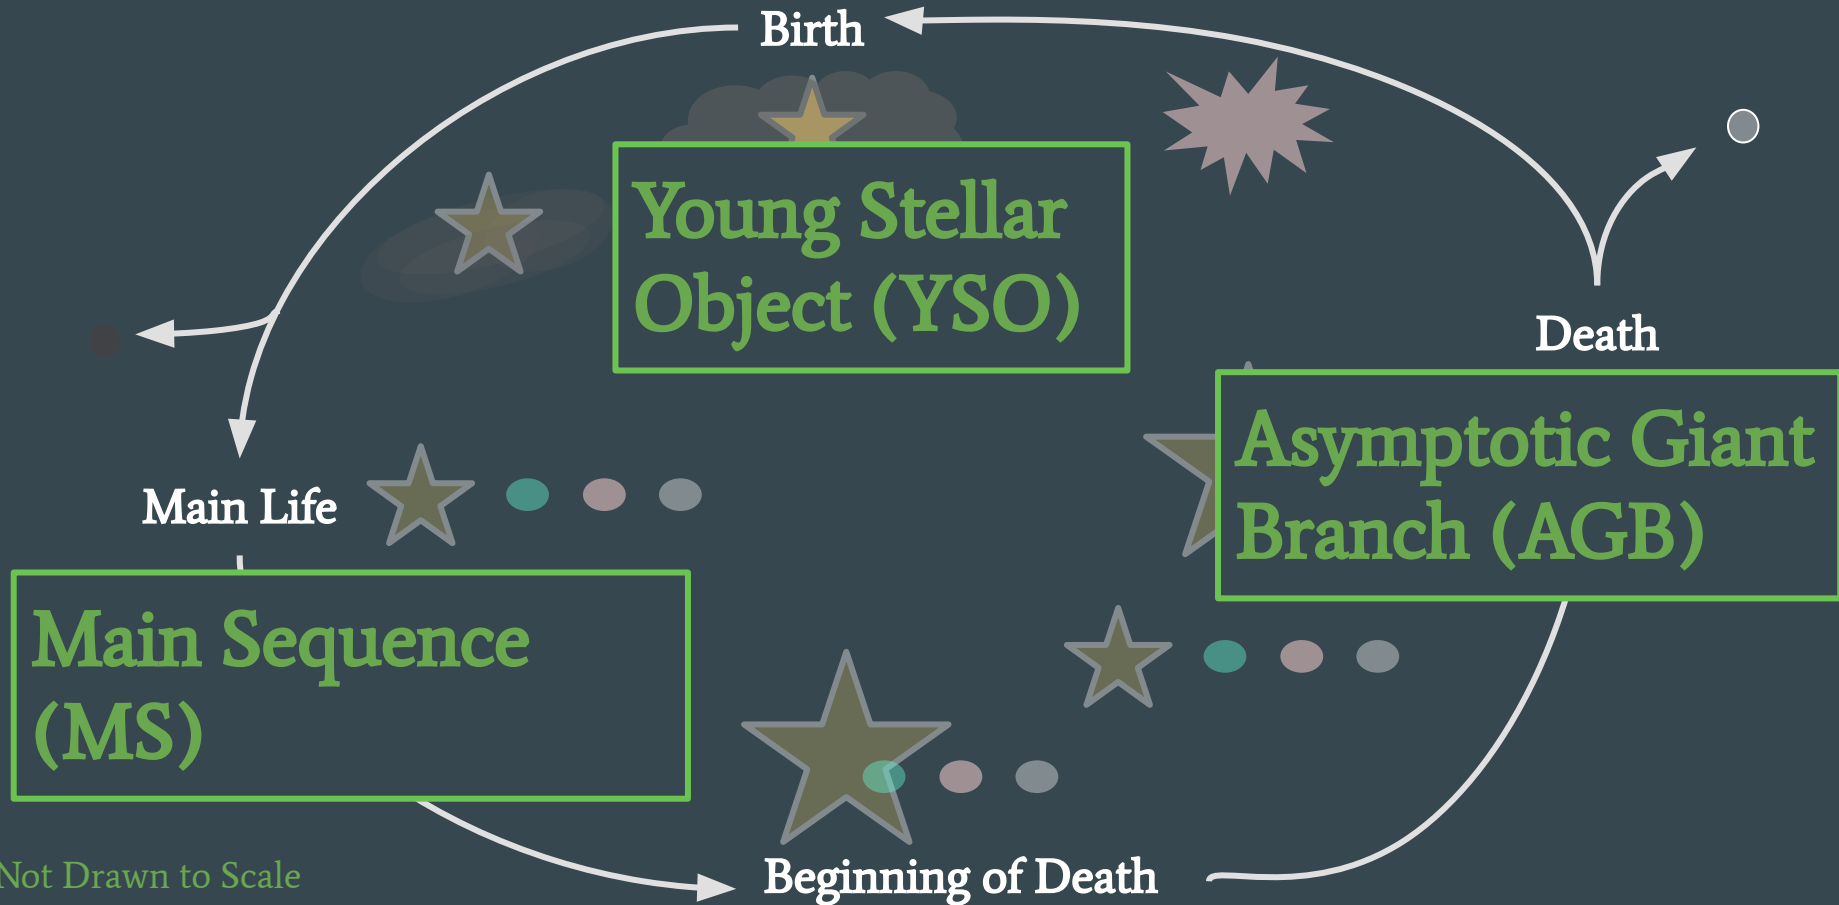 Birth
Young Stellar
Object (YSO)
Death
Asymptotic Giant
Branch (AGB)
Main Life
Main Sequence
(MS)
Beginning of Death
Not Drawn to Scale